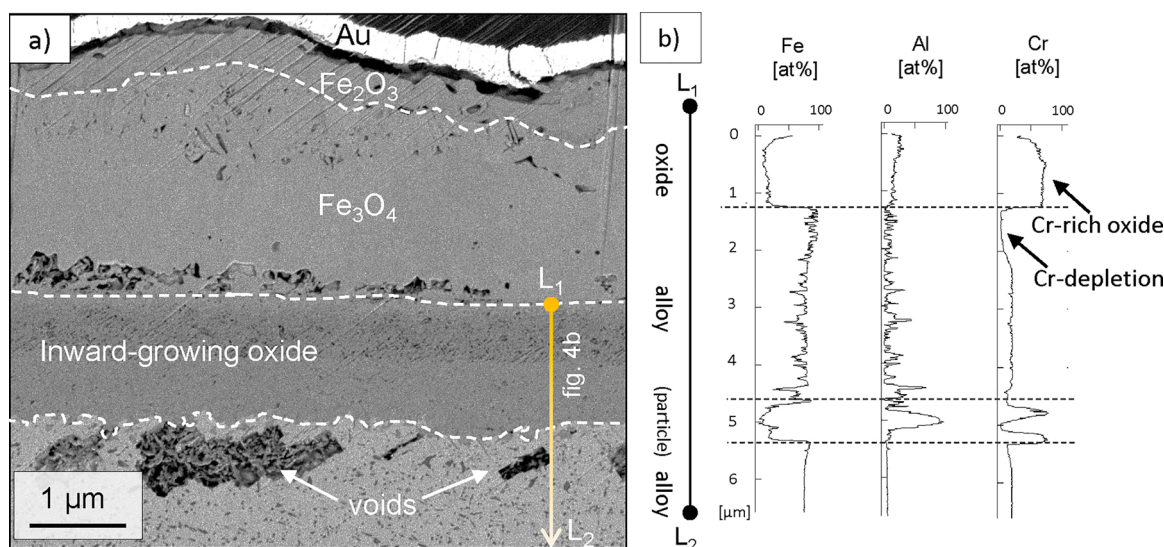 a)
Au
Fe₂O₃
Fe₃O₄
L₁
Inward-growing oxide
fig. 4b
voids
1 µm
L₂
b)
Fe
[at%]
Al
[at%]
Cr
[at%]
L₁
0 100
0 100
0 100
0
1
2
3
4
5
6
[µm]
oxide
alloy
(particle)
alloy
Cr-rich oxide
Cr-depletion
L₂